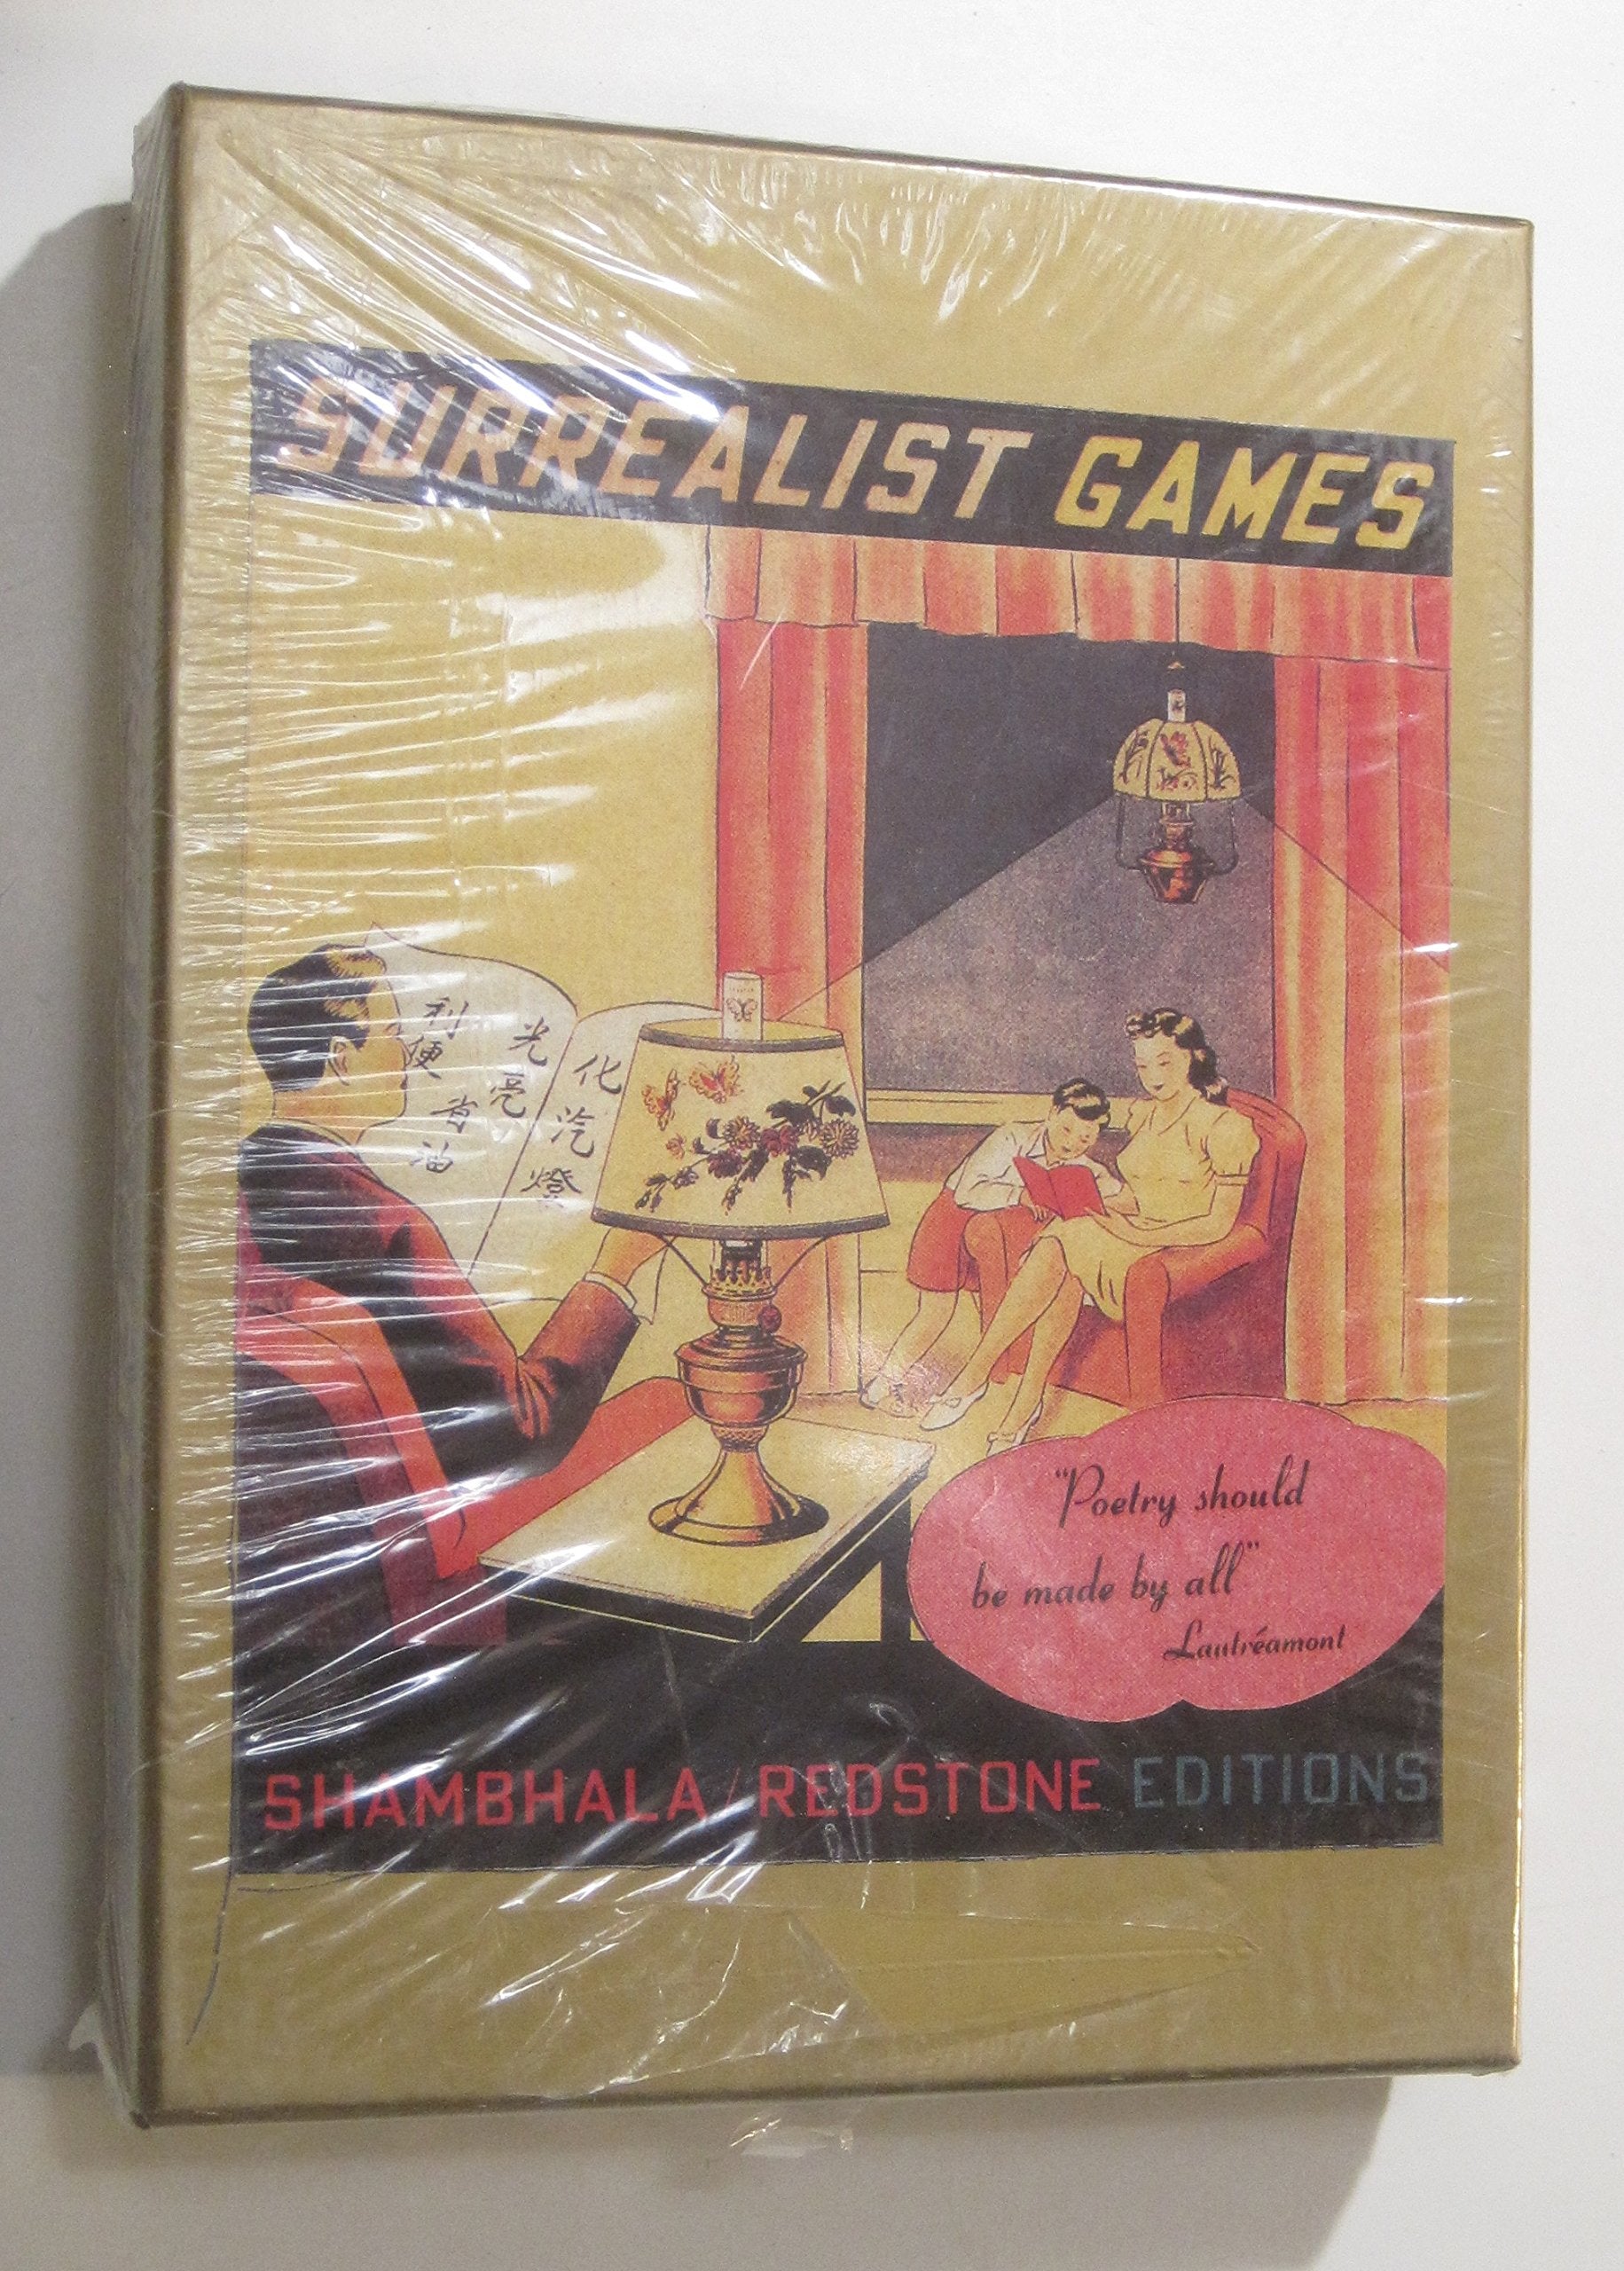 SURREALIST GAMES
化汽燈
光亮
利便
省油
"Poetry should
be made by all"
Lautréamont
SHAMBHALA / REDSTONE EDITIONS